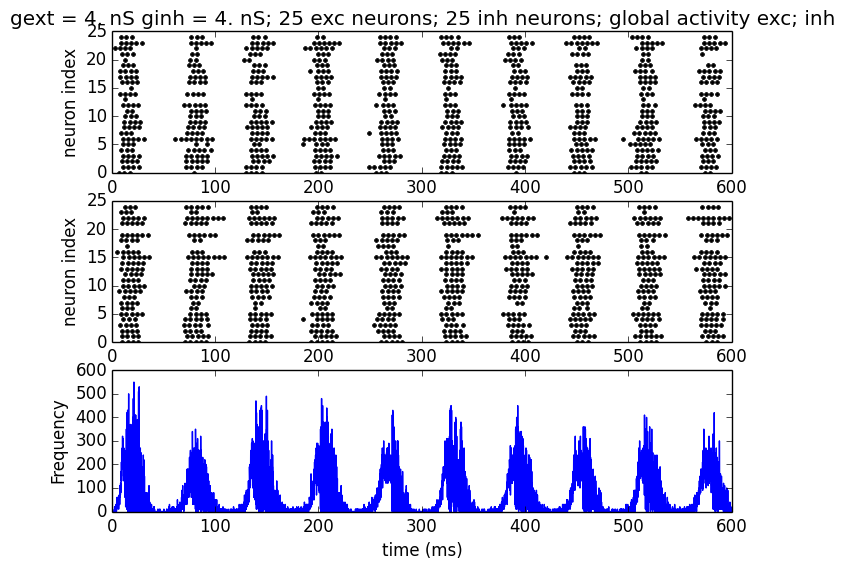 gext = 4. nS ginh = 4. nS; 25 exc neurons; 25 inh neurons; global activity exc; inh
25
20
15
10
5
0
neuron index
0 100 200 300 400 500 600
25
20
15
10
5
0
neuron index
0 100 200 300 400 500 600
600
500
400
300
200
100
0
Frequency
0 100 200 300 400 500 600
time (ms)